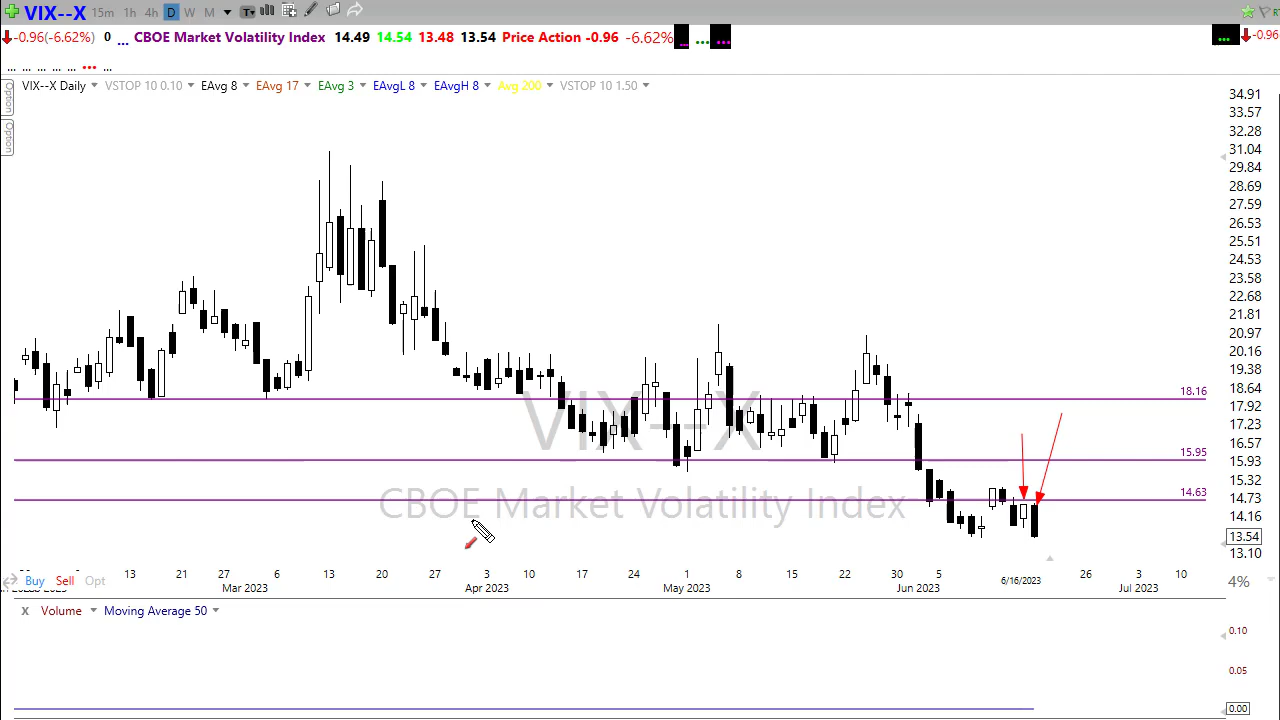 VIX--X 15m 1h 4h D W M T
-0.96(-6.62%) 0 ... CBOE Market Volatility Index 14.49 14.54 13.48 13.54 Price Action -0.96 -6.62% ... ... ... ... -0.96
... ... ... ... ... ... ...
Option
Option
VIX--X Daily VSTOP 10 0.10 EAvg 8 EAvg 17 EAvg 3 EAvgL 8 EAvgH 8 Avg 200 VSTOP 10 1.50
34.91
33.57
32.28
31.04
29.84
28.69
27.59
26.53
25.51
24.53
23.58
22.68
21.81
20.97
20.16
19.38
18.64
18.16
17.92
17.23
16.57
15.95
15.93
15.32
14.63
14.73
14.16
13.54
13.10
VIX--X
CBOE Market Volatility Index
13 21 27 13 20 27 3 10 17 24 1 8 15 22 30 5 6/16/2023 26 3 10
Buy Sell Opt 4%
Mar 2023 Apr 2023 May 2023 Jun 2023 Jul 2023
X Volume Moving Average 50
0.10
0.05
0.00